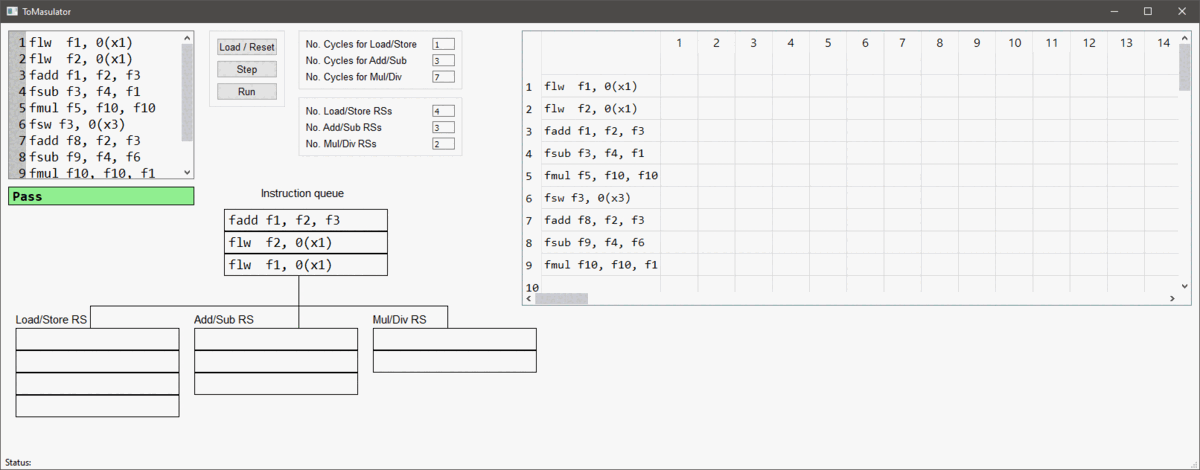 ToMasulator
1 flw  f1, 0(x1)
2 flw  f2, 0(x1)
3 fadd f1, f2, f3
4 fsub f3, f4, f1
5 fmul f5, f10, f10
6 fsw f3, 0(x3)
7 fadd f8, f2, f3
8 fsub f9, f4, f6
9 fmul f10, f10, f1
Pass
Load / Reset
Step
Run
No. Cycles for Load/Store 1
No. Cycles for Add/Sub 3
No. Cycles for Mul/Div 7
No. Load/Store RSs 4
No. Add/Sub RSs 3
No. Mul/Div RSs 2
Instruction queue
fadd f1, f2, f3
flw  f2, 0(x1)
flw  f1, 0(x1)
Load/Store RS
Add/Sub RS
Mul/Div RS
1 2 3 4 5 6 7 8 9 10 11 12 13 14
1 flw  f1, 0(x1)
2 flw  f2, 0(x1)
3 fadd f1, f2, f3
4 fsub f3, f4, f1
5 fmul f5, f10, f10
6 fsw f3, 0(x3)
7 fadd f8, f2, f3
8 fsub f9, f4, f6
9 fmul f10, f10, f1
10
Status: